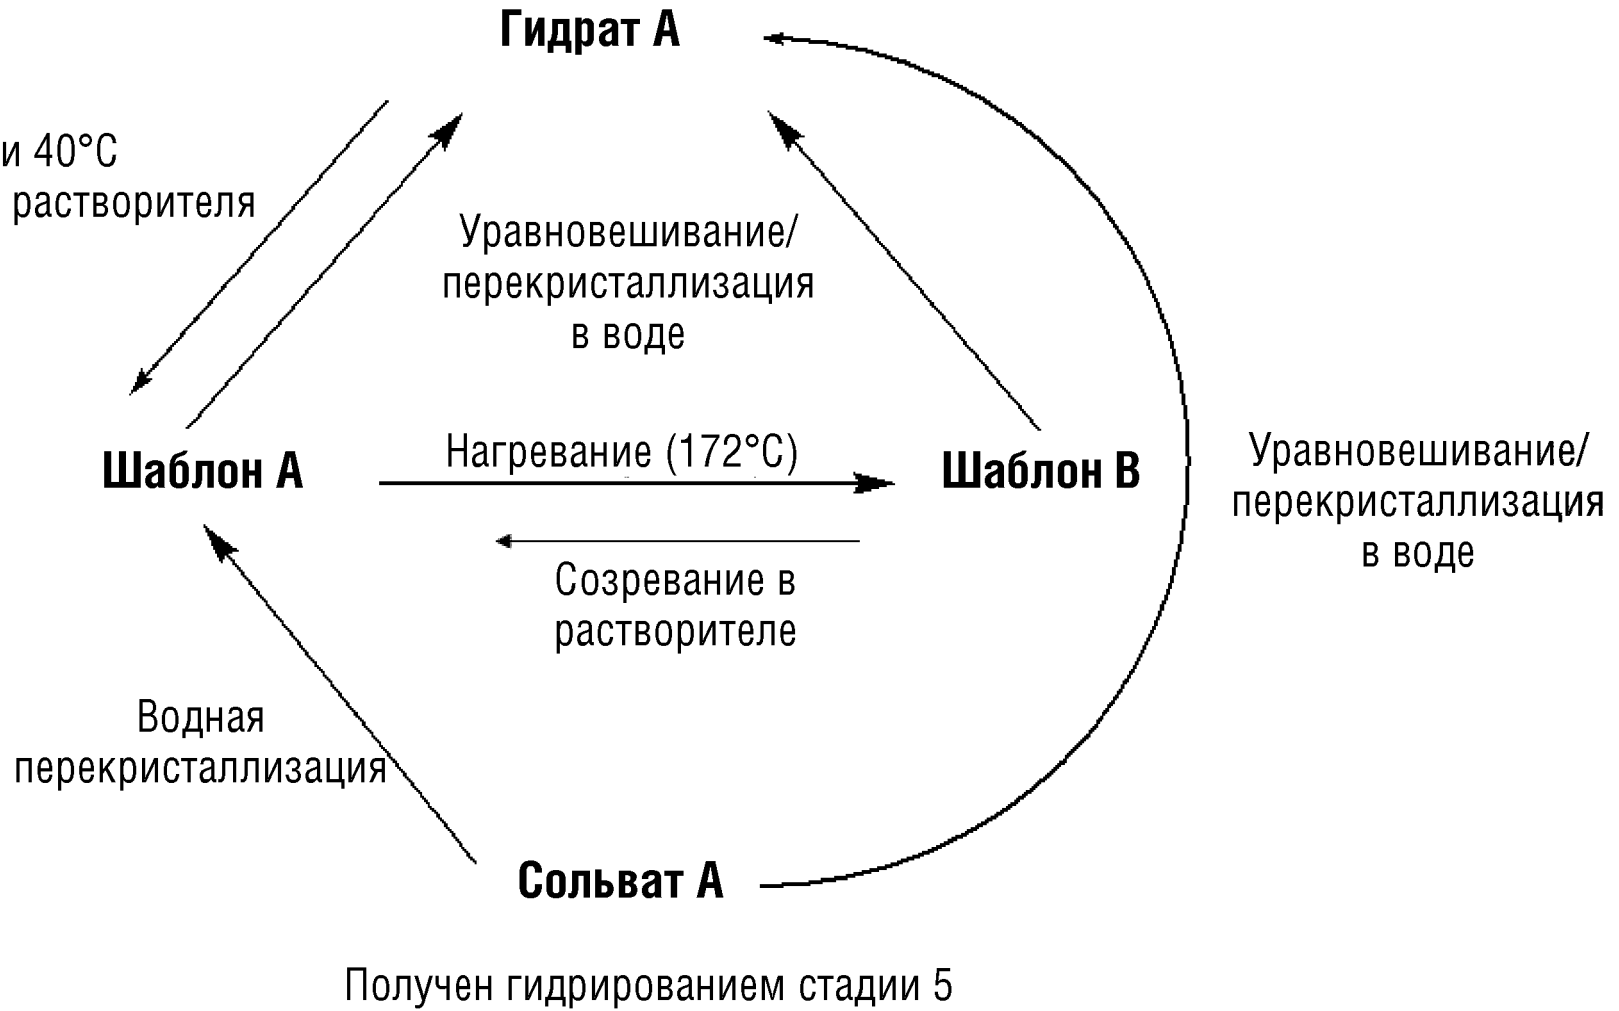 Гидрат А
и 40°С
растворителя
Уравновешивание/
перекристаллизация
в воде
Нагревание (172°С)
Шаблон А
Шаблон В
Уравновешивание/
перекристаллизация
в воде
Созревание в
растворителе
Водная
перекристаллизация
Сольват А
Получен гидрированием стадии 5